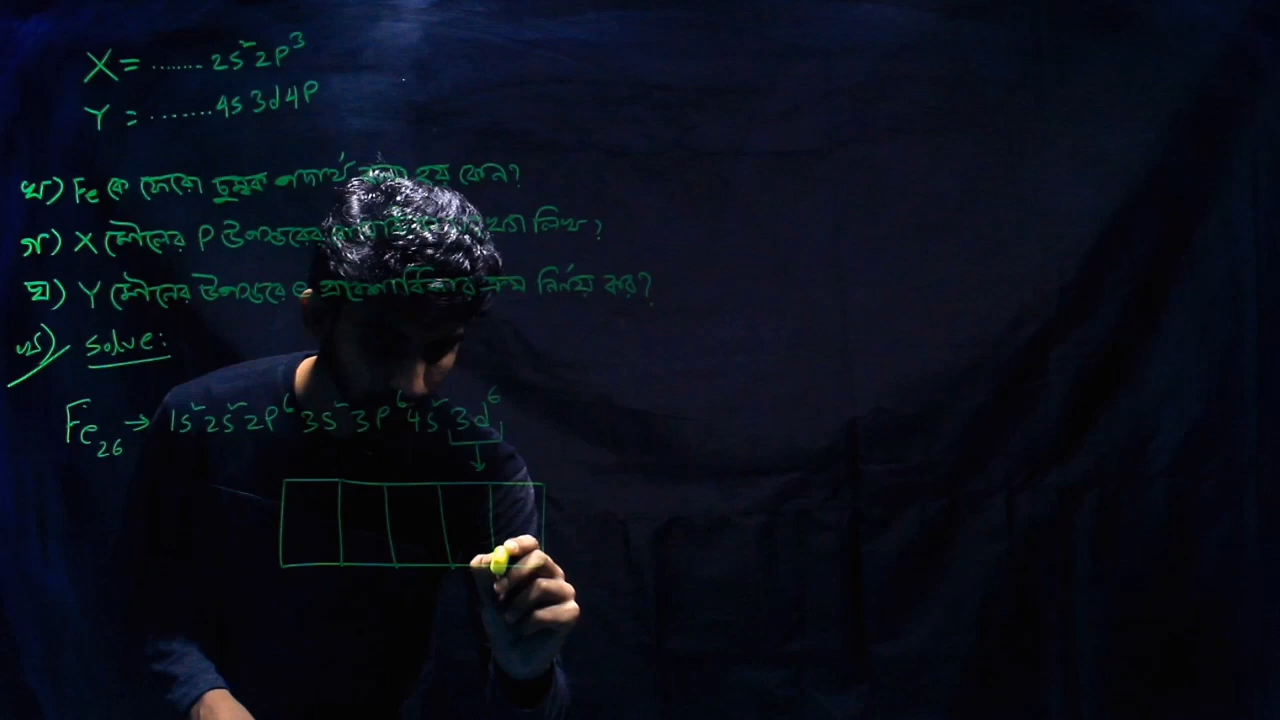 X = ....... 2s² 2p³
Y = ....... 4s 3d 4p
খ) Fe কে ফেরো চুম্বক পদার্থ বলা হয় কেন?
গ) X মৌলের p উপস্তরের লিখ?
ঘ) Y মৌলের উপস্তরে e প্রবেশাধিকার ক্রম নির্ণয় কর?
খ) solve:
Fe₂₆ → 1s² 2s² 2p⁶ 3s² 3p⁶ 4s² 3d⁶